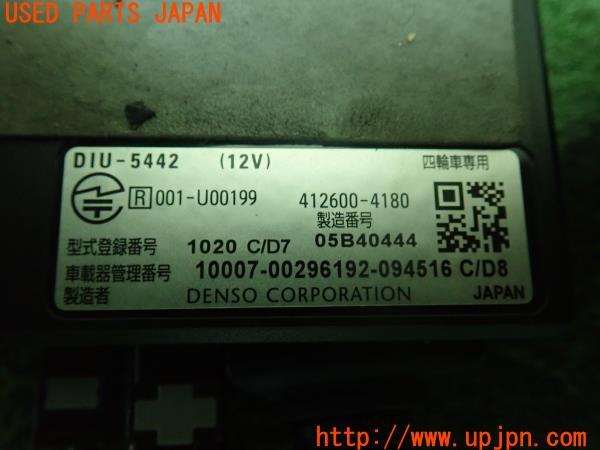 USED PARTS JAPAN
DIU-5442 (12V) 四輪車専用
R 001-U00199 412600-4180
製造番号
型式登録番号 1020 C/D7 05B40444
車載器管理番号 10007-00296192-094516 C/D8
製造者 DENSO CORPORATION JAPAN
http://www.upjpn.com/